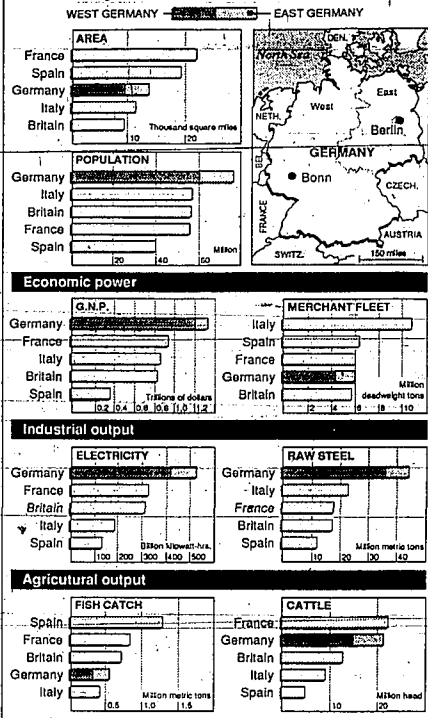 WEST GERMANY EAST GERMANY
AREA
France
Spain
Germany
Italy
Britain
Thousand square miles
10 20
POPULATION
Germany
Italy
Britain
France
Spain
Million
20 40 60
DEN.
North Sea
West
East
NETH.
Berlin
GERMANY
BEL.
Bonn
CZECH.
FRANCE
AUSTRIA
SWITZ.
150 miles
Economic power
G.N.P.
Germany
France
Italy
Britain
Spain
Trillions of dollars
0.2 0.4 0.6 0.8 1.0 1.2
MERCHANT FLEET
Italy
Spain
France
Germany
Britain
Million
deadweight tons
2 4 6 8 10
Industrial output
ELECTRICITY
Germany
France
Britain
Italy
Spain
Billion kilowatt-hrs.
100 200 300 400 500
RAW STEEL
Germany
Italy
France
Britain
Spain
Million metric tons
10 20 30 40
Agricutural output
FISH CATCH
Spain
France
Britain
Germany
Italy
Million metric tons
0.5 1.0 1.5
CATTLE
France
Germany
Britain
Italy
Spain
Million head
10 20